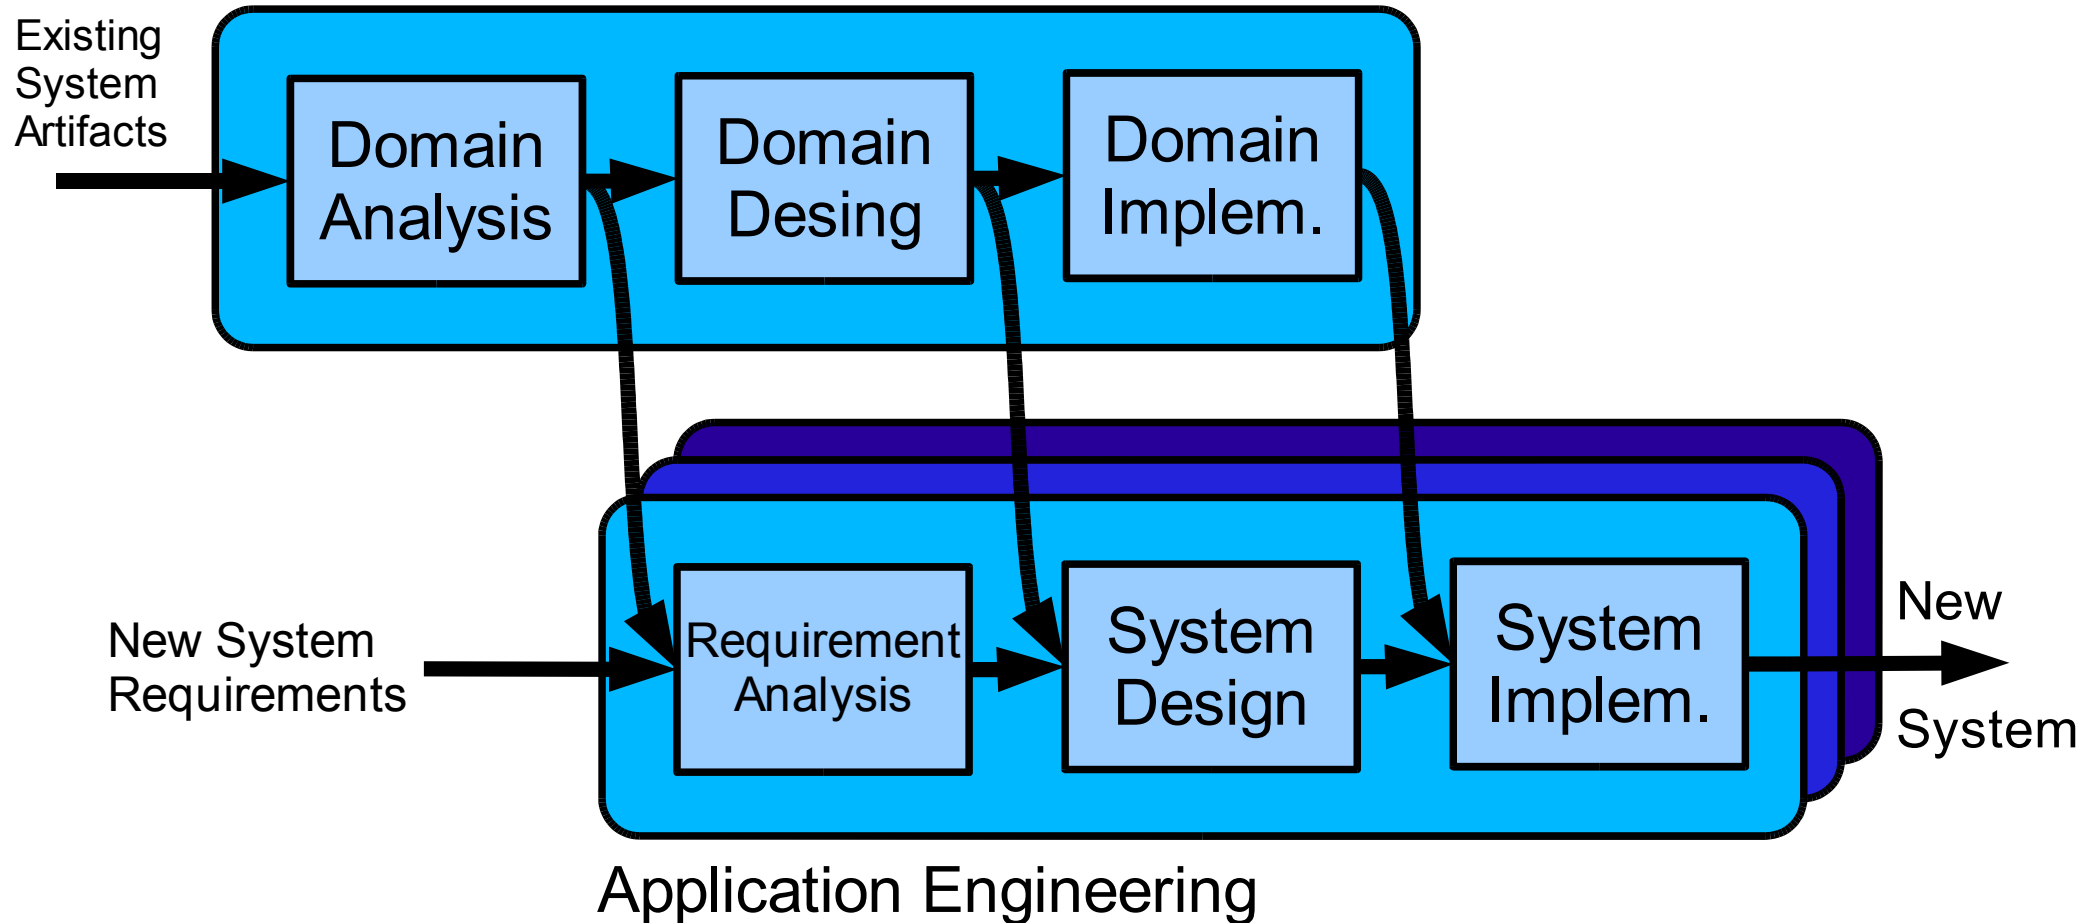 Existing
System
Artifacts
Domain
Analysis
Domain
Desing
Domain
Implem.
New System
Requirements
Requirement
Analysis
System
Design
System
Implem.
New
System
Application Engineering